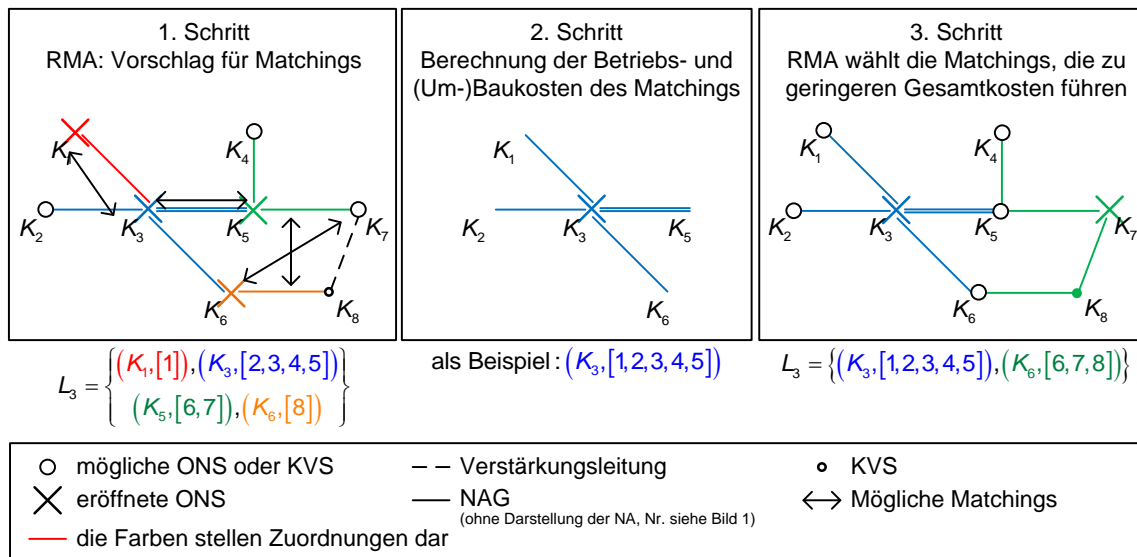 1. Schritt
RMA: Vorschlag für Matchings
K
K4
K2
K3
K5
K7
K6
K8
L3 = {(K1,[1]),(K3,[2,3,4,5])
(K5,[6,7]),(K6,[8])}
2. Schritt
Berechnung der Betriebs- und
(Um-)Baukosten des Matchings
K1
K2
K3
K5
K6
als Beispiel: (K3,[1,2,3,4,5])
3. Schritt
RMA wählt die Matchings, die zu
geringeren Gesamtkosten führen
K1
K4
K2
K3
K5
K7
K6
K8
L3 = {(K3,[1,2,3,4,5]),(K6,[6,7,8])}
mögliche ONS oder KVS
Verstärkungsleitung
KVS
eröffnete ONS
NAG
Mögliche Matchings
(ohne Darstellung der NA, Nr. siehe Bild 1)
die Farben stellen Zuordnungen dar